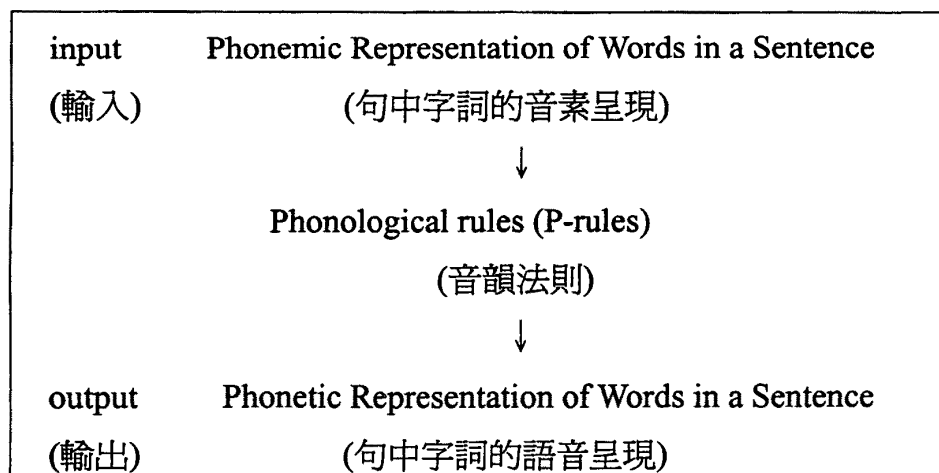 input Phonemic Representation of Words in a Sentence
(輸入) (句中字詞的音素呈現)
↓
Phonological rules (P-rules)
(音韻法則)
↓
output Phonetic Representation of Words in a Sentence
(輸出) (句中字詞的語音呈現)